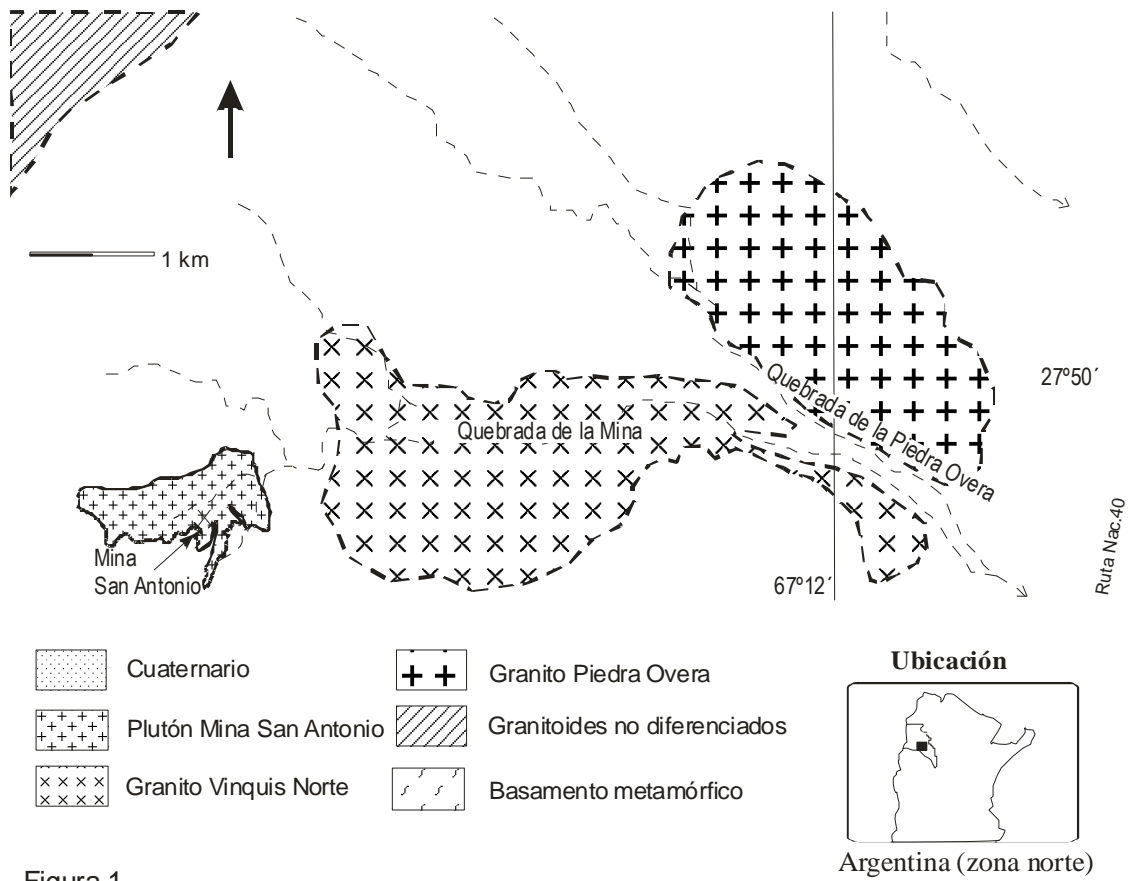 1 km
27º50´
Quebrada de la Piedra Overa
Quebrada de la Mina
Mina
San Antonio
67º12´
Ruta Nac.40
Cuaternario
Plutón Mina San Antonio
Granito Vinquis Norte
Granito Piedra Overa
Granitoides no diferenciados
Basamento metamórfico
Ubicación
Argentina (zona norte)
Figura 1